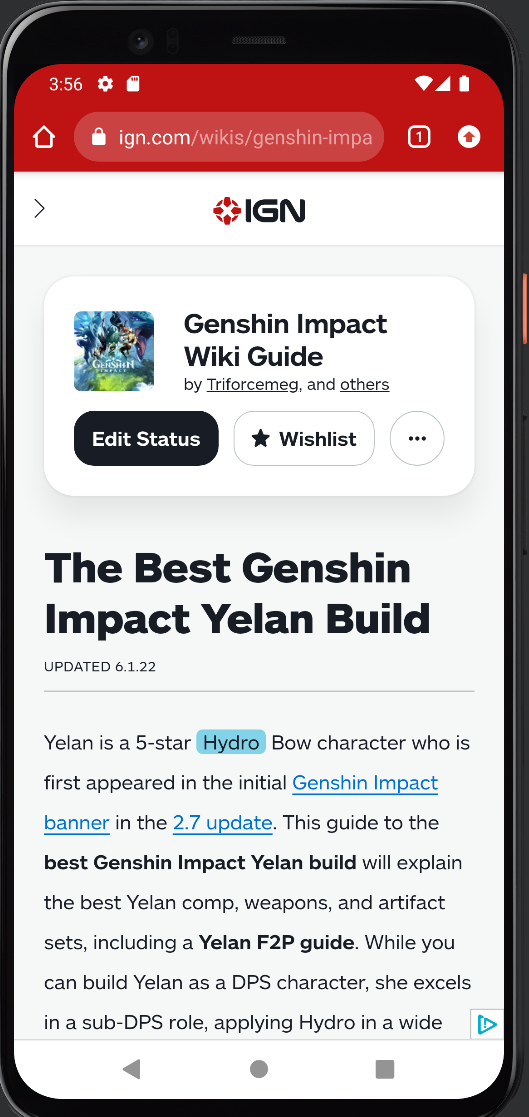 3:56
ign.com/wikis/genshin-impa
1
IGN
GENSHIN
IMPACT
Genshin Impact
Wiki Guide
by Triforcemeg, and others
Edit Status
Wishlist
The Best Genshin
Impact Yelan Build
UPDATED 6.1.22
Yelan is a 5-star Hydro Bow character who is
first appeared in the initial Genshin Impact
banner in the 2.7 update. This guide to the
best Genshin Impact Yelan build will explain
the best Yelan comp, weapons, and artifact
sets, including a Yelan F2P guide. While you
can build Yelan as a DPS character, she excels
in a sub-DPS role, applying Hydro in a wide